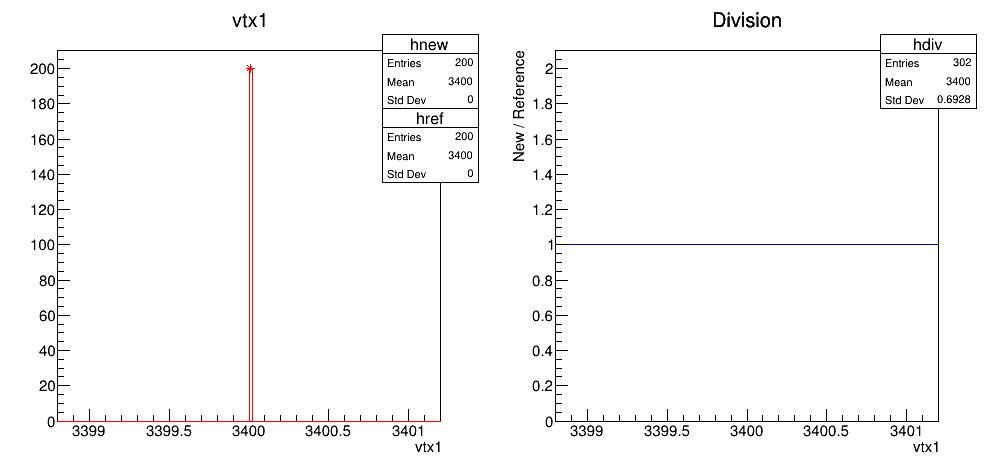 vtx1
hnew
Entries 200
Mean 3400
Std Dev 0
href
Entries 200
Mean 3400
Std Dev 0
200
180
160
140
120
100
80
60
40
20
0
3399 3399.5 3400 3400.5 3401
vtx1
Division
hdiv
Entries 302
Mean 3400
Std Dev 0.6928
New / Reference
2
1.8
1.6
1.4
1.2
1
0.8
0.6
0.4
0.2
0
3399 3399.5 3400 3400.5 3401
vtx1